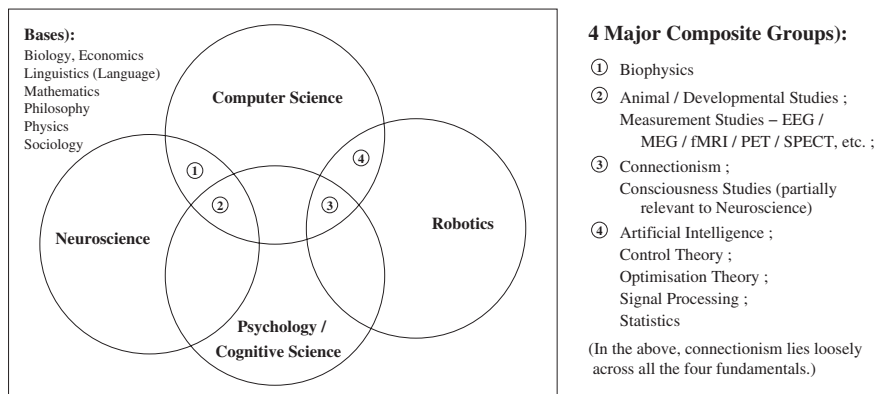 Bases):
Biology, Economics
Linguistics (Language)
Mathematics
Philosophy
Physics
Sociology
Computer Science
1
4
2
3
Neuroscience
Robotics
Psychology /
Cognitive Science
4 Major Composite Groups):
1 Biophysics
2 Animal / Developmental Studies ;
Measurement Studies − EEG /
MEG / fMRI / PET / SPECT, etc. ;
3 Connectionism ;
Consciousness Studies (partially
relevant to Neuroscience)
4 Artificial Intelligence ;
Control Theory ;
Optimisation Theory ;
Signal Processing ;
Statistics
(In the above, connectionism lies loosely
across all the four fundamentals.)